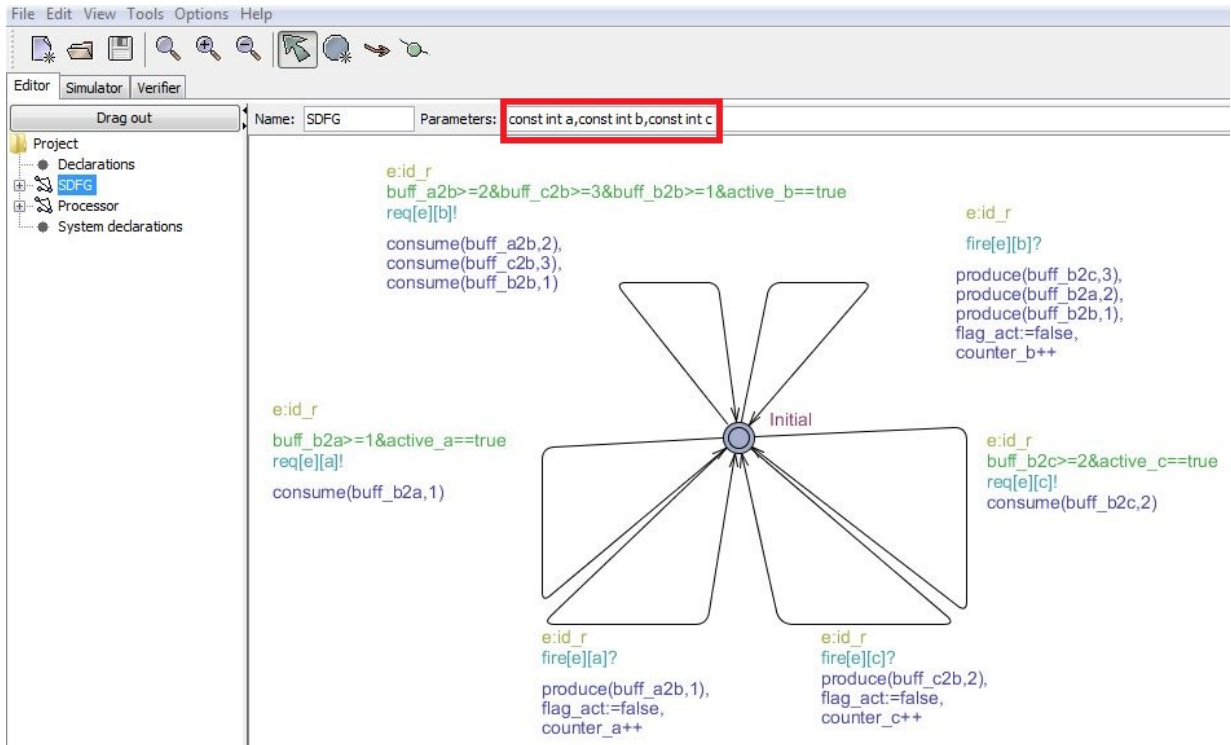 File Edit View Tools Options Help
Editor Simulator Verifier
Drag out
Name: SDFG Parameters: const int a,const int b,const int c
Project
Declarations
SDFG
Processor
System declarations
e:id_r
buff_a2b>=2&buff_c2b>=3&buff_b2b>=1&active_b==true
req[e][b]!
consume(buff_a2b,2),
consume(buff_c2b,3),
consume(buff_b2b,1)
e:id_r
fire[e][b]?
produce(buff_b2c,3),
produce(buff_b2a,2),
produce(buff_b2b,1),
flag_act:=false,
counter_b++
Initial
e:id_r
buff_b2a>=1&active_a==true
req[e][a]!
consume(buff_b2a,1)
e:id_r
buff_b2c>=2&active_c==true
req[e][c]!
consume(buff_b2c,2)
e:id_r
fire[e][a]?
produce(buff_a2b,1),
flag_act:=false,
counter_a++
e:id_r
fire[e][c]?
produce(buff_c2b,2),
flag_act:=false,
counter_c++